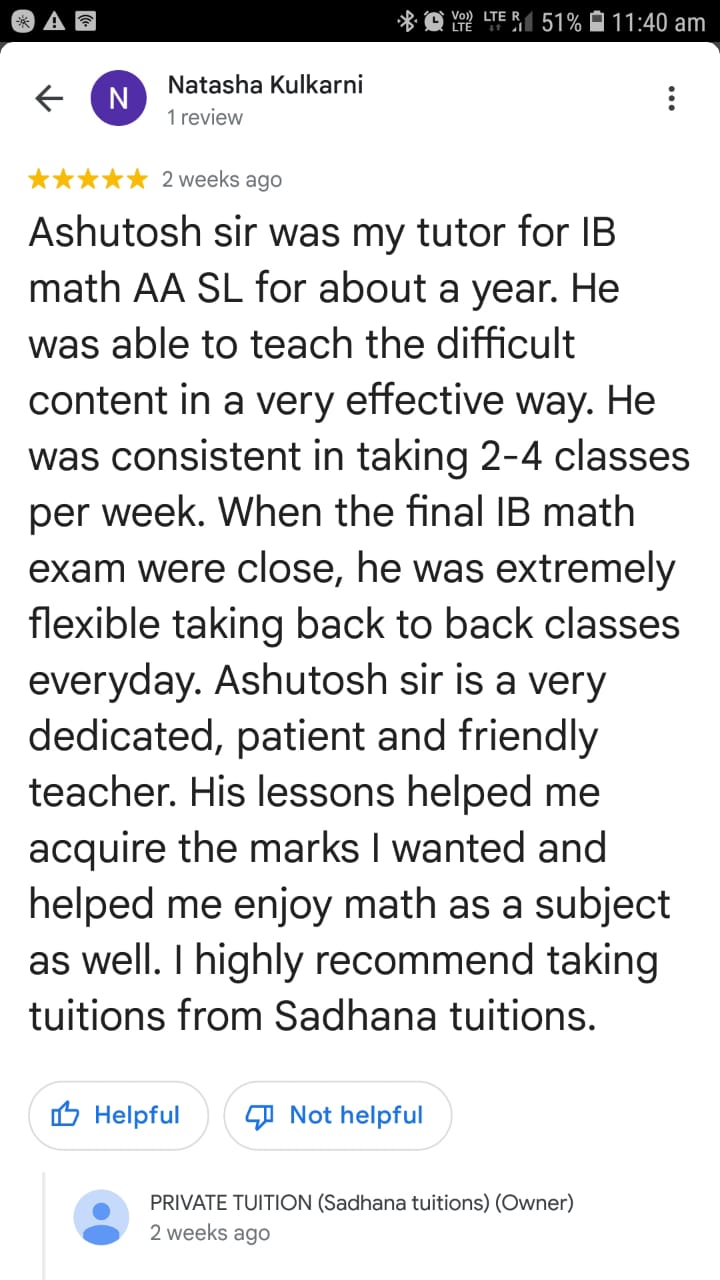 Vo)) LTE LTE R 51% 11:40 am
N Natasha Kulkarni
1 review
2 weeks ago
Ashutosh sir was my tutor for IB
math AA SL for about a year. He
was able to teach the difficult
content in a very effective way. He
was consistent in taking 2-4 classes
per week. When the final IB math
exam were close, he was extremely
flexible taking back to back classes
everyday. Ashutosh sir is a very
dedicated, patient and friendly
teacher. His lessons helped me
acquire the marks I wanted and
helped me enjoy math as a subject
as well. I highly recommend taking
tuitions from Sadhana tuitions.
Helpful Not helpful
PRIVATE TUITION (Sadhana tuitions) (Owner)
2 weeks ago